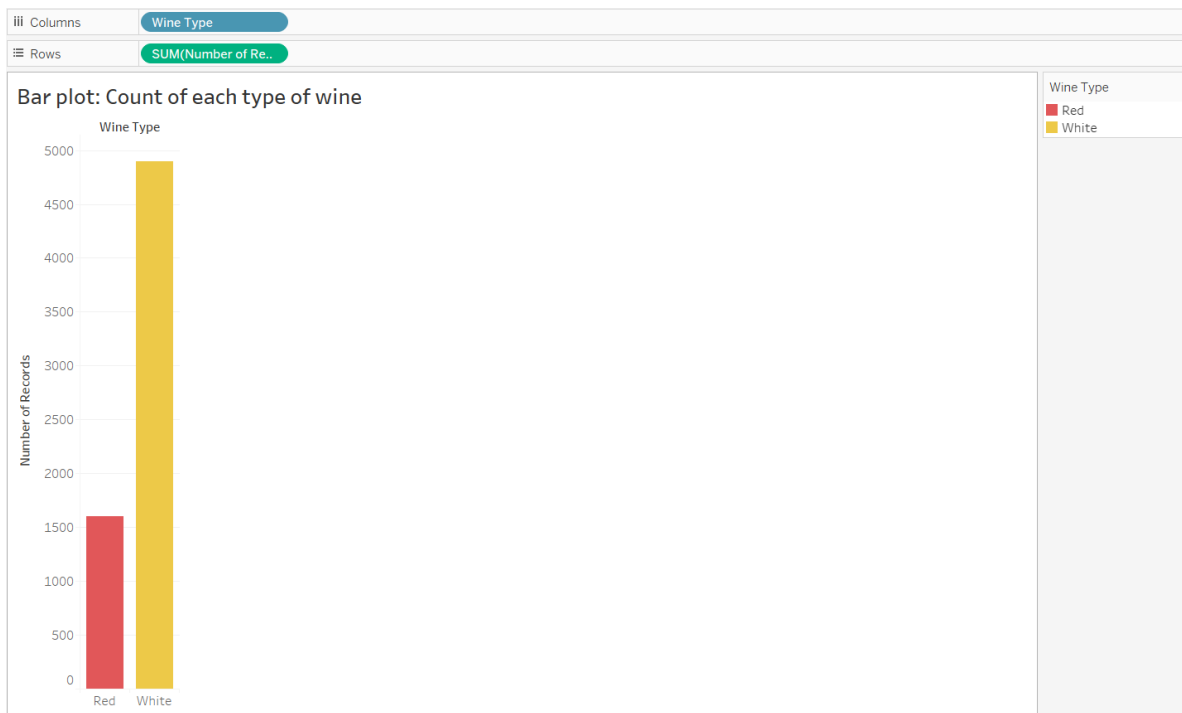 Columns
Wine Type
Rows
SUM(Number of Re..
Bar plot: Count of each type of wine
Wine Type
5000
4500
4000
3500
3000
2500
2000
1500
1000
500
0
Number of Records
Red White
Wine Type
Red
White